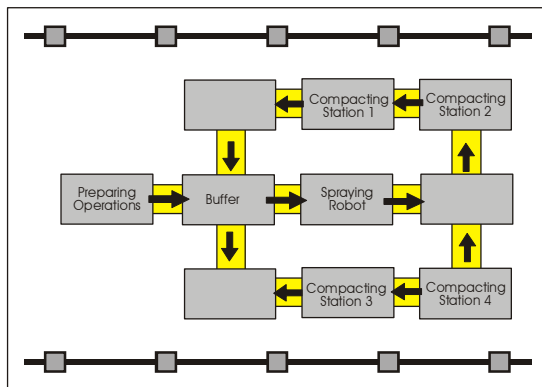 Compacting
Station 1
Compacting
Station 2
Preparing
Operations
Buffer
Spraying
Robot
Compacting
Station 3
Compacting
Station 4